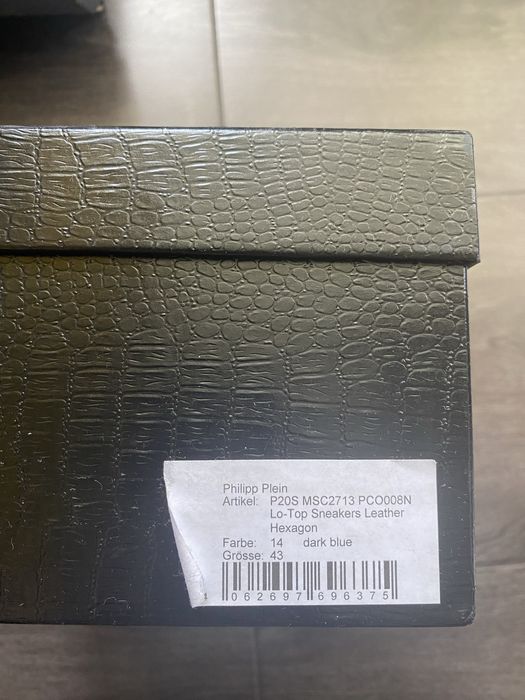 Philipp Plein
Artikel: P20S MSC2713 PCO008N
Lo-Top Sneakers Leather
Hexagon
Farbe: 14 dark blue
Grösse: 43
062697 696375